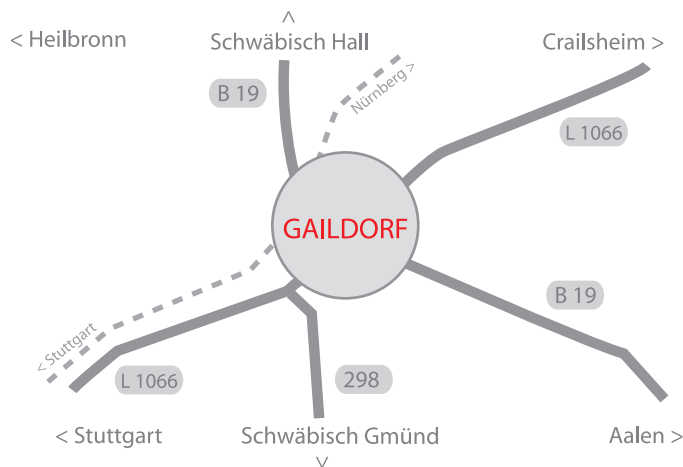 < Heilbronn
Schwäbisch Hall >
Crailsheim >
B 19
Nürnberg >
L 1066
GAILDORF
B 19
< Stuttgart
L 1066
298
< Stuttgart
Schwäbisch Gmünd >
Aalen >